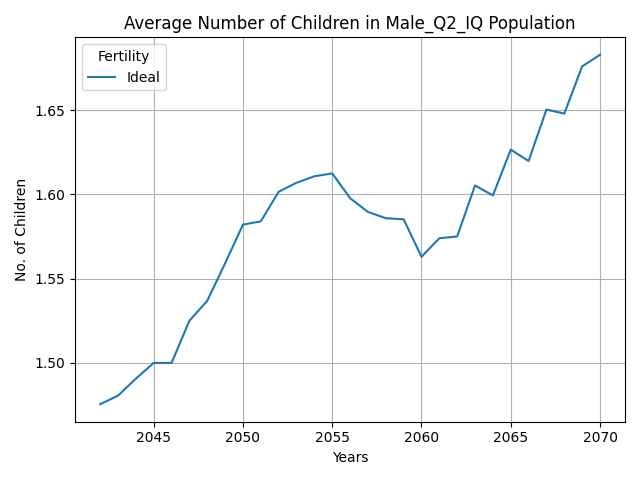 Average Number of Children in Male_Q2_IQ Population
Fertility
Ideal
No. of Children
1.65
1.60
1.55
1.50
2045 2050 2055 2060 2065 2070
Years